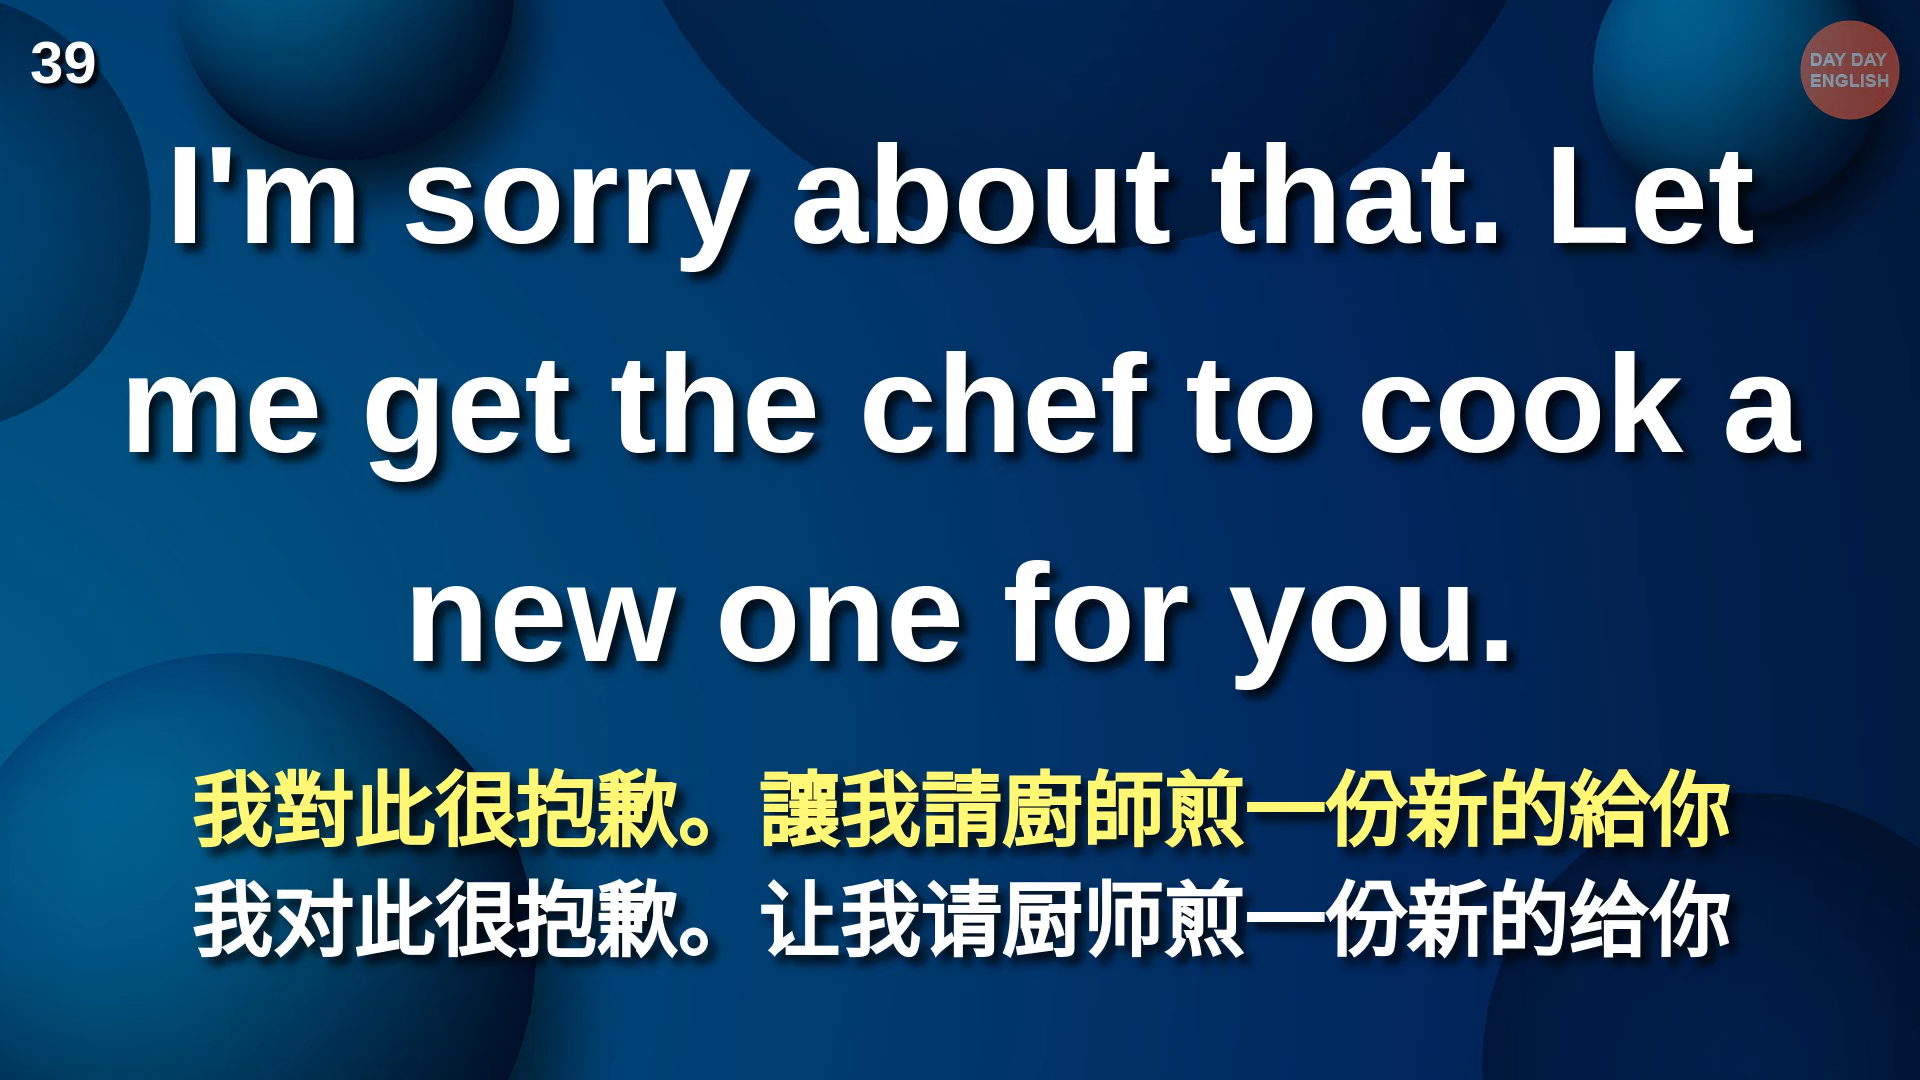 39
DAY DAY
ENGLISH
I'm sorry about that. Let
me get the chef to cook a
new one for you.
我對此很抱歉。讓我請廚師煎一份新的給你
我对此很抱歉。让我请厨师煎一份新的给你